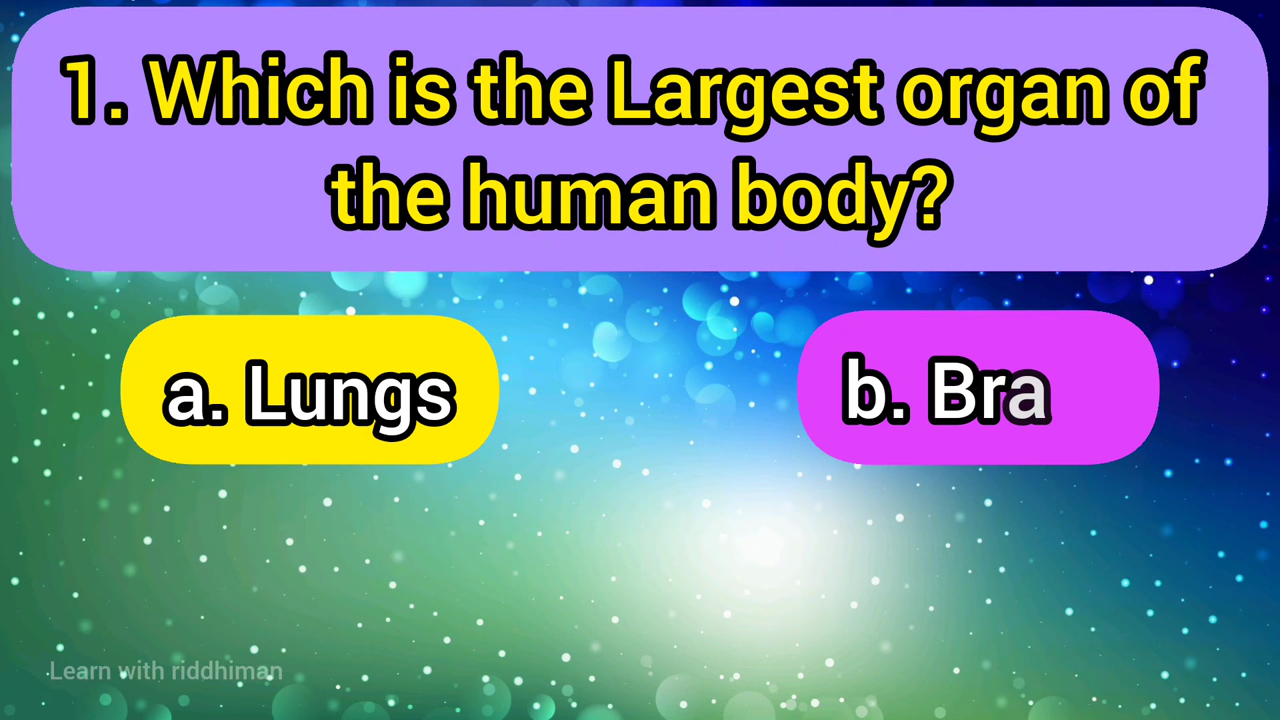 1. Which is the Largest organ of
the human body?
a. Lungs
b. Bra
Learn with riddhiman